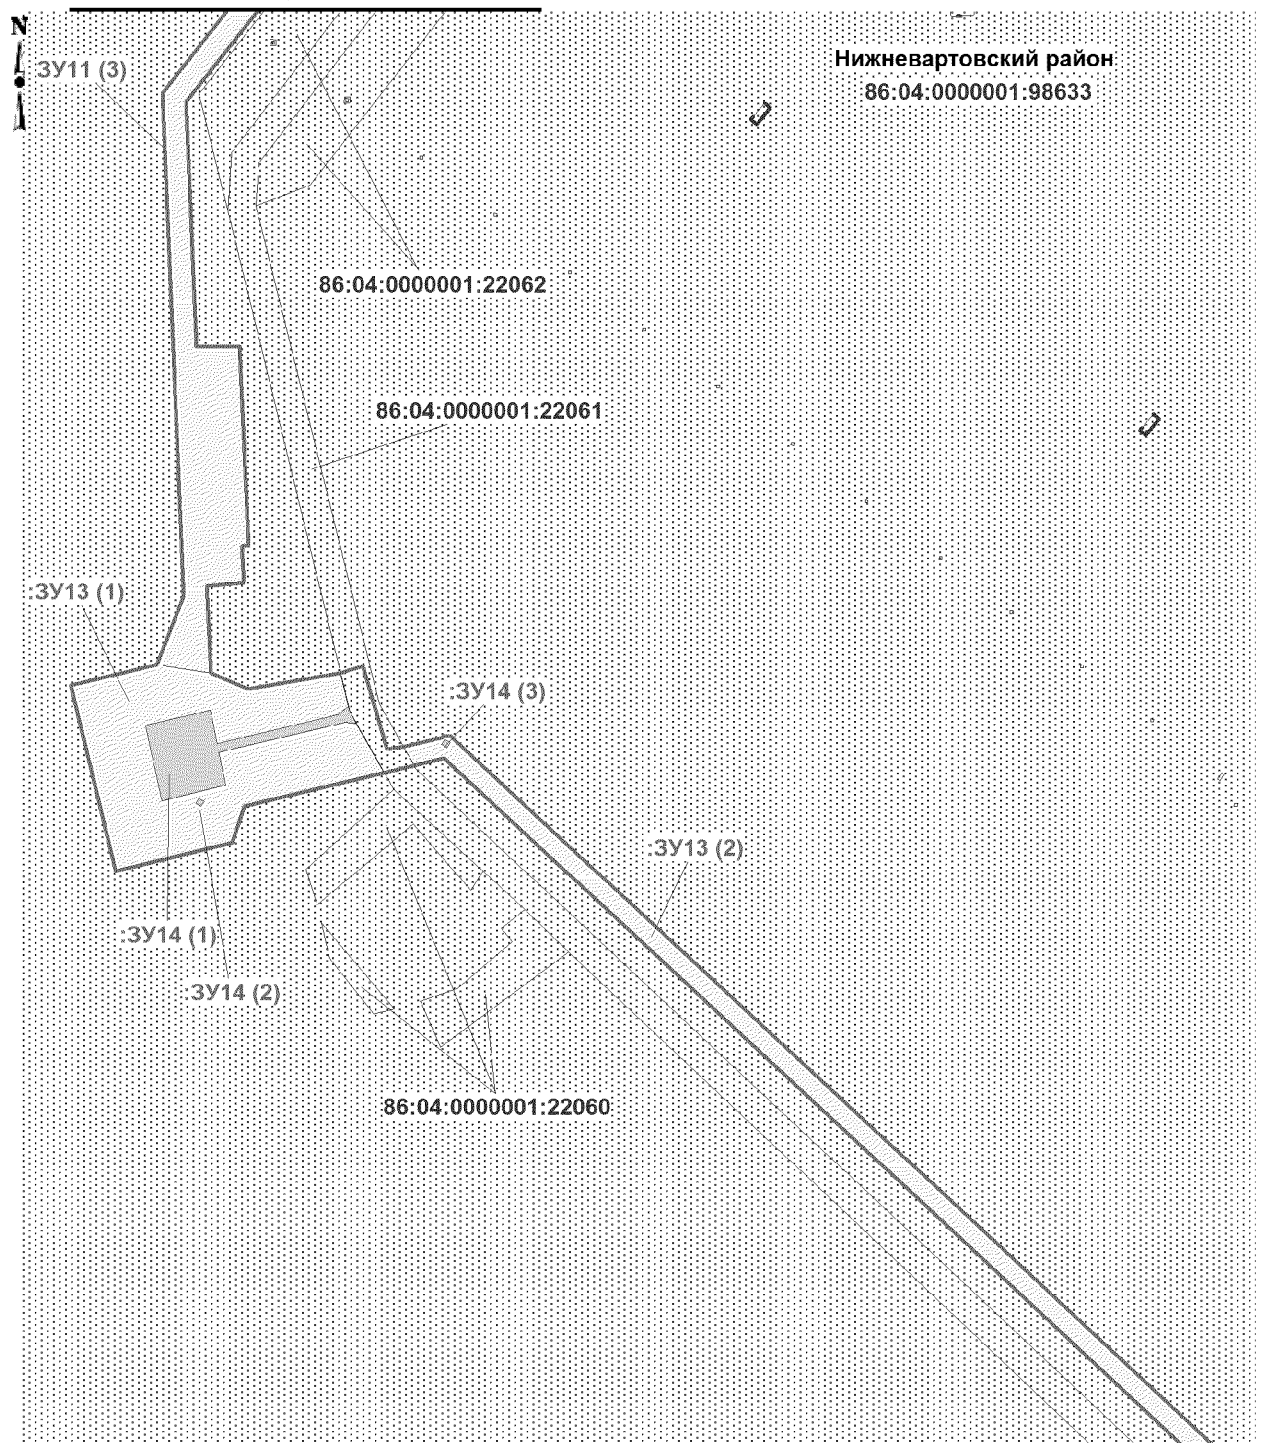 N
ЗУ11 (3)
Нижневартовский район
86:04:0000001:98633
86:04:0000001:22062
86:04:0000001:22061
:ЗУ13 (1)
:ЗУ14 (3)
:ЗУ13 (2)
:ЗУ14 (1)
:ЗУ14 (2)
86:04:0000001:22060